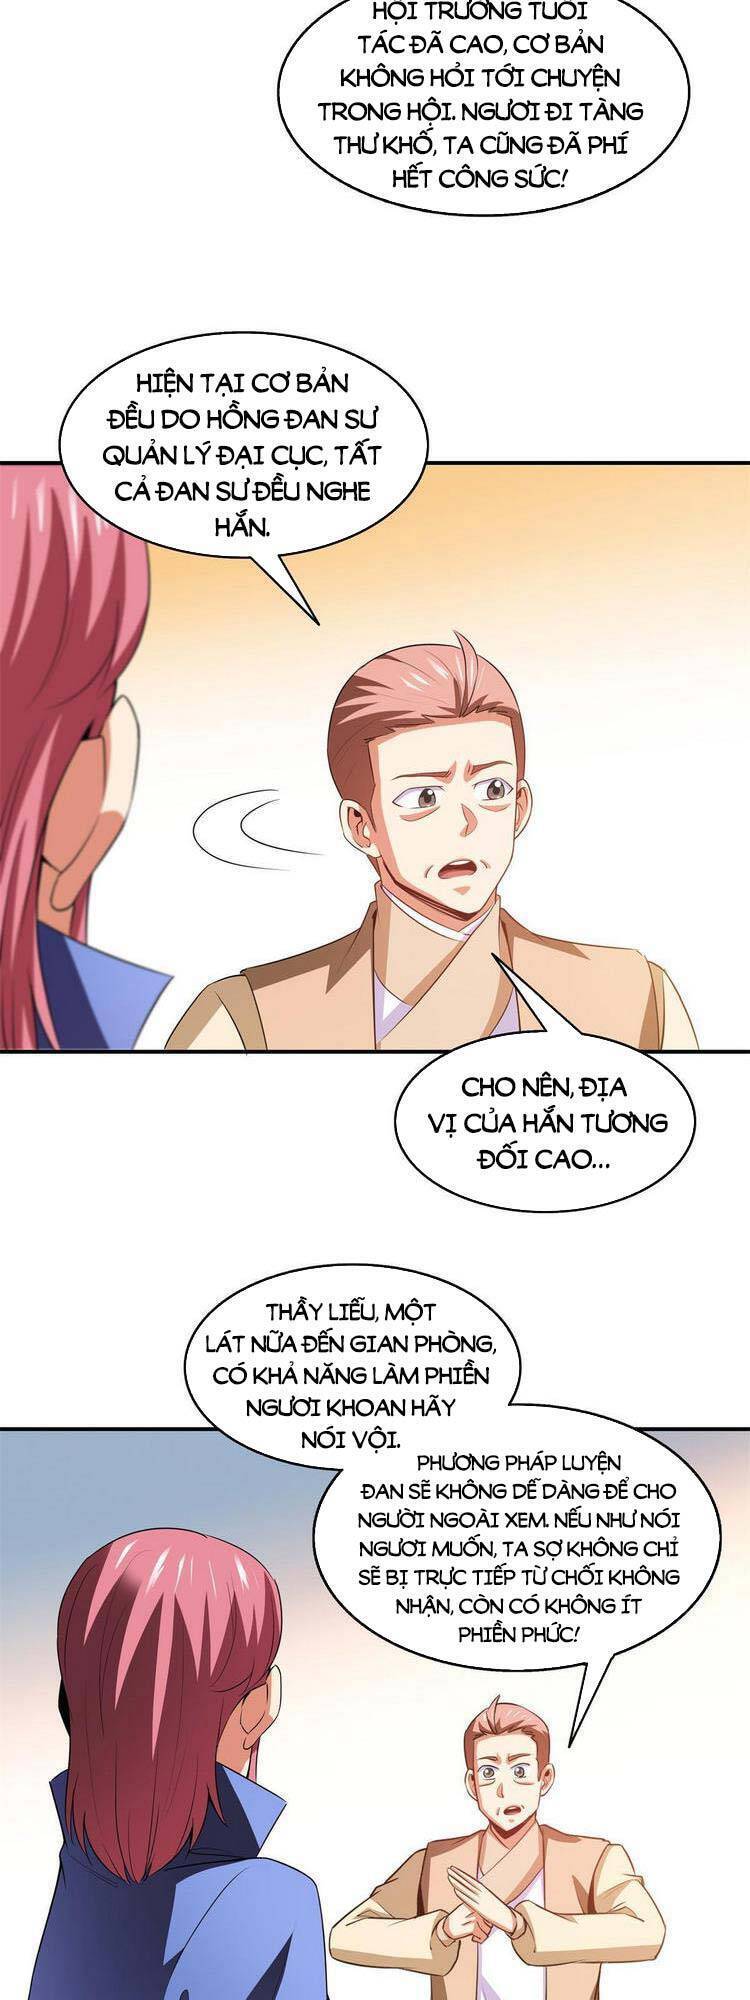 HỘI TRƯỞNG TUỔI
TÁC ĐÃ CAO, CƠ BẢN
KHÔNG HỎI TỚI CHUYỆN
TRONG HỘI. NGƯƠI ĐI TÀNG
THƯ KHỐ, TA CŨNG ĐÃ PHÍ
HẾT CÔNG SỨC!
HIỆN TẠI CƠ BẢN
ĐỀU DO HỒNG ĐAN SƯ
QUẢN LÝ ĐẠI CỤC, TẤT
CẢ ĐAN SƯ ĐỀU NGHE
HẮN.
CHO NÊN, ĐỊA
VỊ CỦA HẮN TƯƠNG
ĐỐI CAO...
THẦY LIỄU, MỘT
LÁT NỮA ĐẾN GIAN PHÒNG,
CÓ KHẢ NĂNG LÀM PHIỀN
NGƯƠI KHOAN HÃY
NÓI VỘI.
PHƯƠNG PHÁP LUYỆN
ĐAN SẼ KHÔNG DẾ DÀNG ĐỂ CHO
NGƯỜI NGOÀI XEM. NẾU NHƯ NÓI
NGƯƠI MUỐN, TA SỢ KHÔNG CHỈ
SẼ BỊ TRỰC TIẾP TỪ CHỐI KHÔNG
NHẬN, CÒN CÓ KHÔNG ÍT
PHIỀN PHỨC!